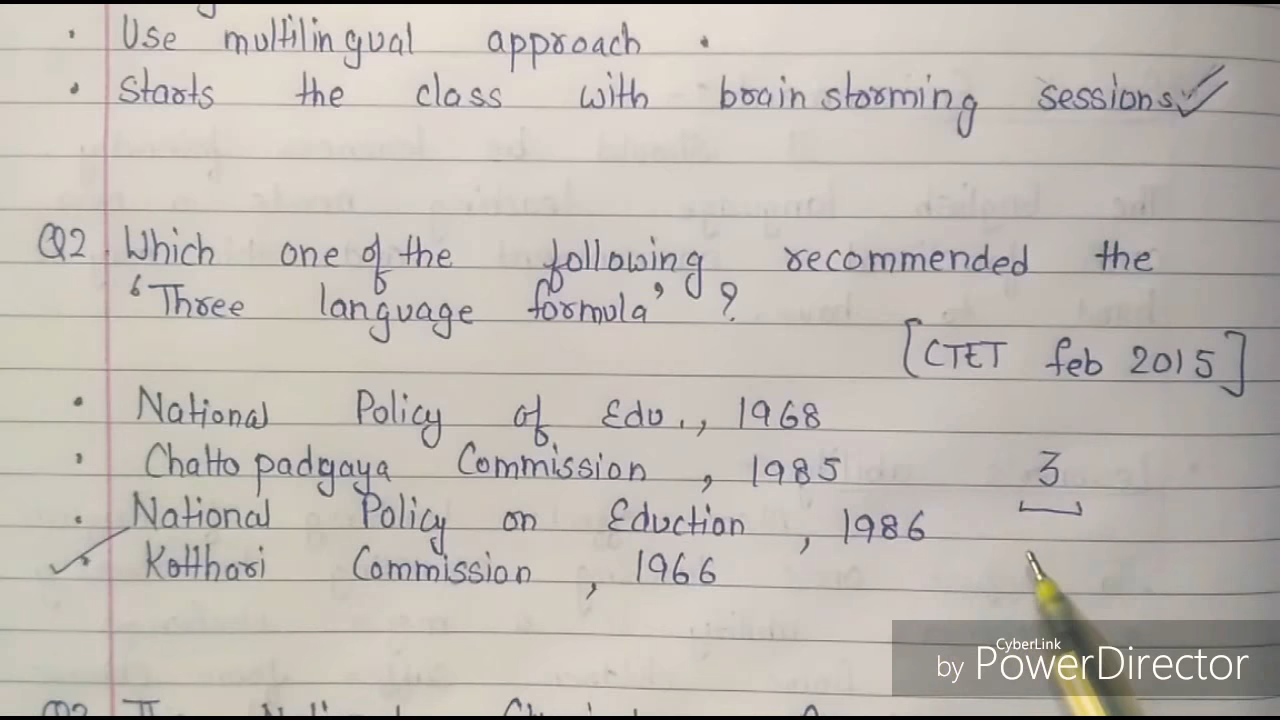 • Use multilingual approach •
• Starts the class with brain storming sessions
Q2. Which one of the following recommended the
'Three language formula' ?
[CTET feb 2015]
• National Policy of Edu., 1968
• Chattopadgaya Commission, 1985
3
• National Policy on Eduction, 1986
Kotthari Commission, 1966
CyberLink
by PowerDirector